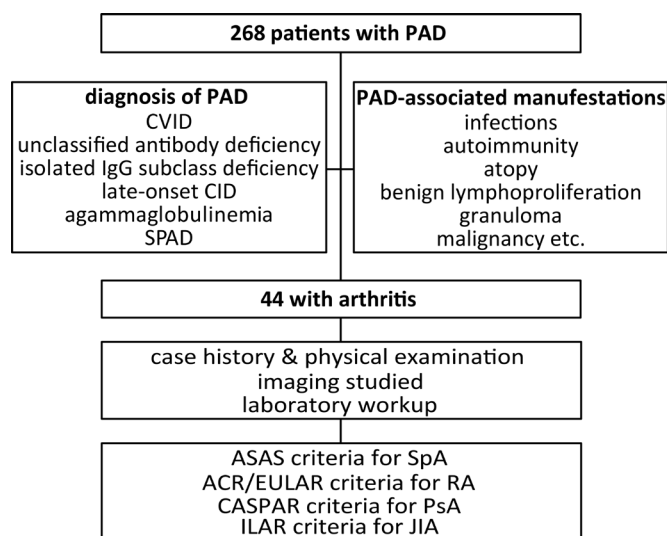 268 patients with PAD
diagnosis of PAD
CVID
unclassified antibody deficiency
isolated IgG subclass deficiency
late-onset CID
agammaglobulinemia
SPAD
PAD-associated manufestations
infections
autoimmunity
atopy
benign lymphoproliferation
granuloma
malignancy etc.
44 with arthritis
case history & physical examination
imaging studied
laboratory workup
ASAS criteria for SpA
ACR/EULAR criteria for RA
CASPAR criteria for PsA
ILAR criteria for JIA